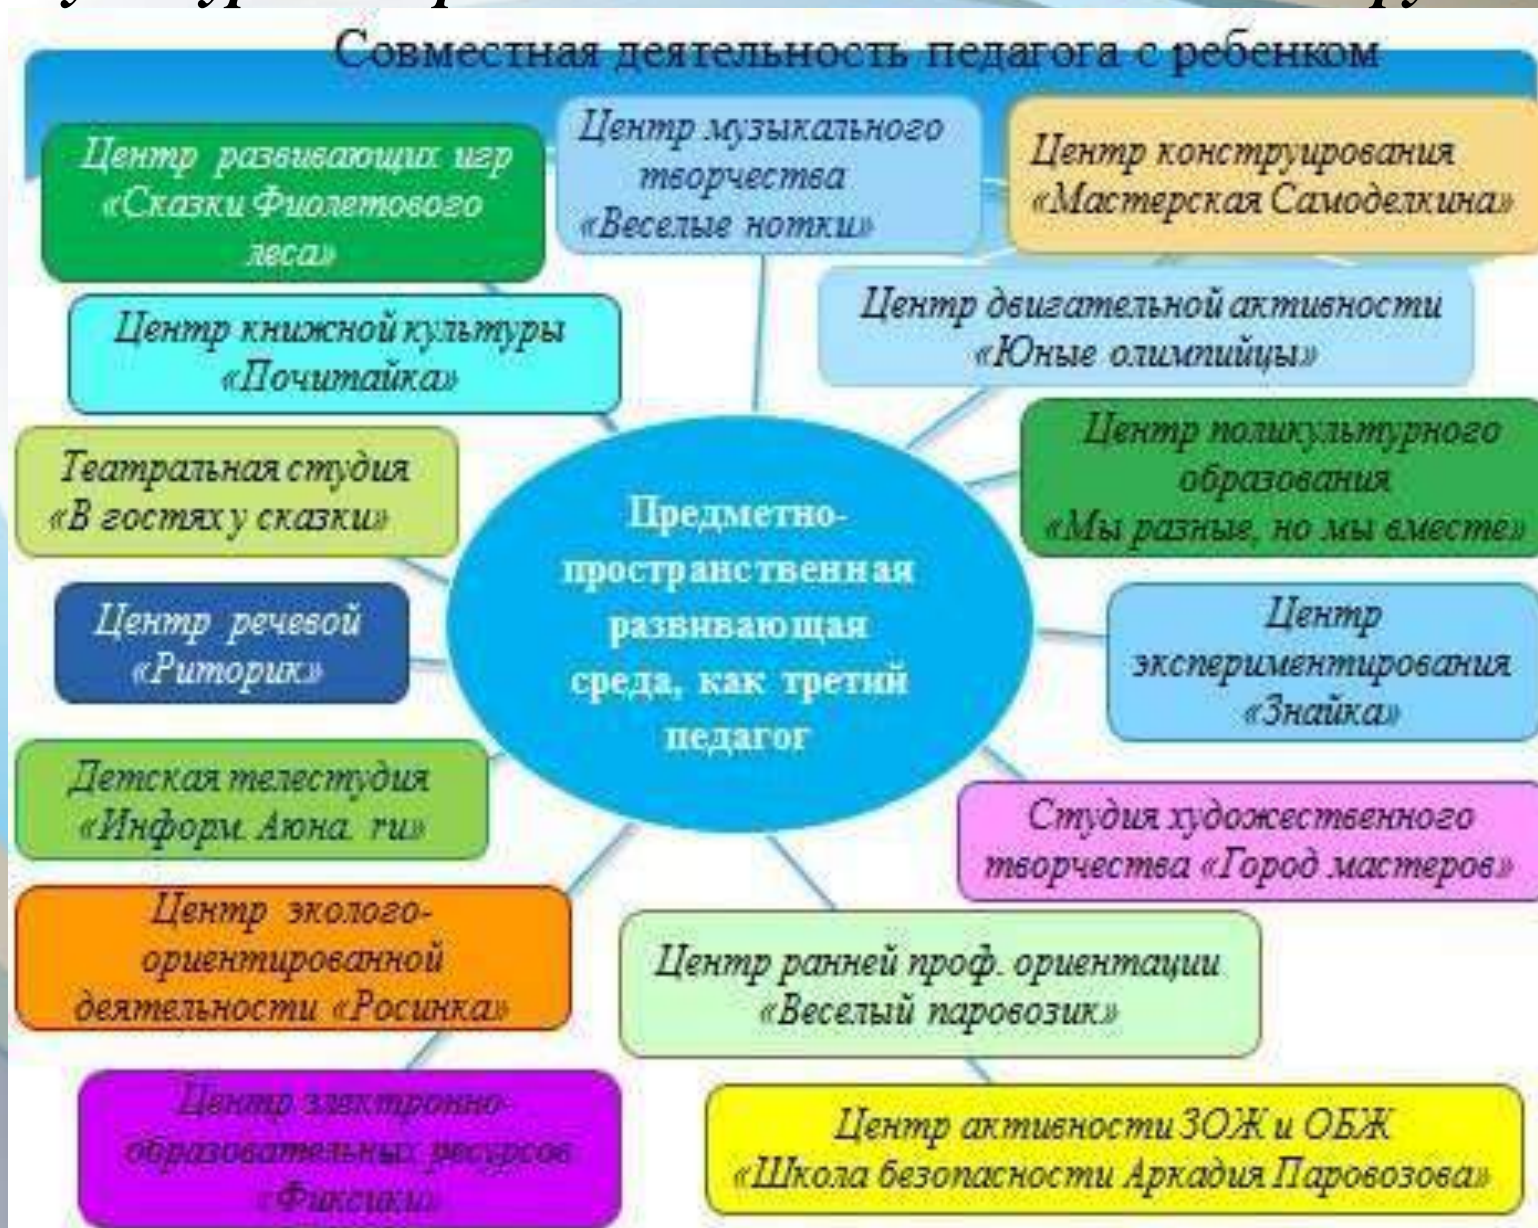 Совместная деятельность педагога с ребенком
Центр развивающих игр
«Сказки Фиолетового
леса»
Центр музыкального
творчества
«Веселые нотки»
Центр конструирования
«Мастерская Самоделкина»
Центр книжной культуры
«Почитайка»
Центр двигательной активности
«Юные олимпийцы»
Театральная студия
«В гостях у сказки»
Центр поликультурного
образования
«Мы разные, но мы вместе»
Предметно-
пространственная
развивающая
среда, как третий
педагог
Центр речевой
«Риторик»
Центр
экспериментирования
«Знайка»
Детская телестудия
«Информ. Аюна. ru»
Студия художественного
творчества «Город мастеров»
Центр эколого-
ориентированной
деятельности «Росинка»
Центр ранней проф. ориентации
«Веселый паровозик»
Центр электронно-
образовательных ресурсов
«Фиксики»
Центр активности ЗОЖ и ОБЖ
«Школа безопасности Аркадия Паровозова»